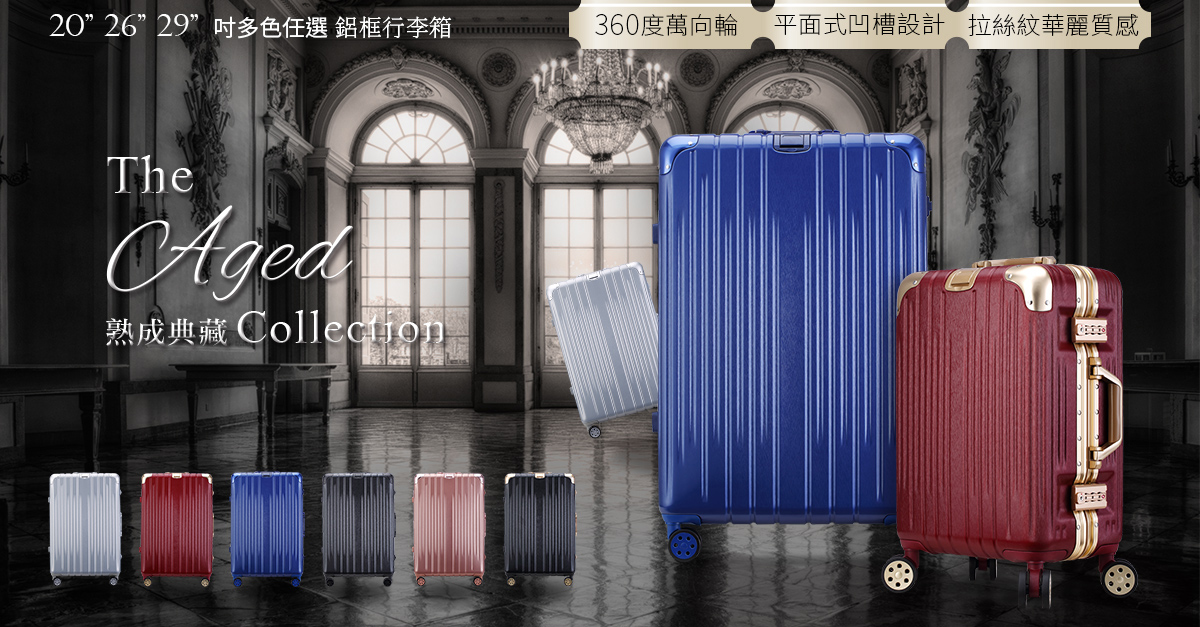 20” 26” 29” 吋多色任選 鋁框行李箱
360度萬向輪
平面式凹槽設計
拉絲紋華麗質感
The
Aged
熟成典藏 Collection